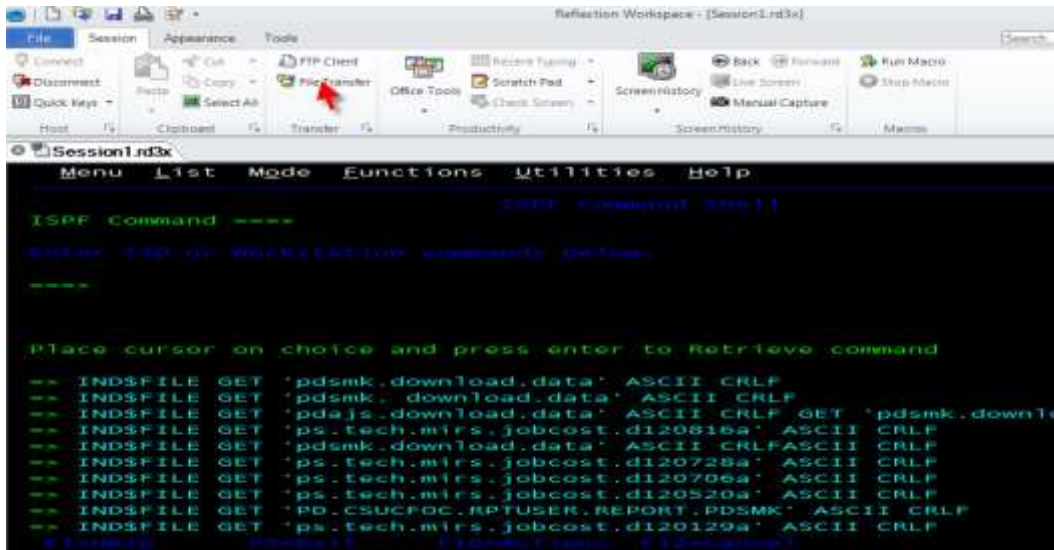 Reflection Workspace - [Session1.rd3x]
File Session Appearance Tools Search
Connect Cut FTP Client Recent Typing Back Forward Run Macro
Disconnect Paste Copy File Transfer Office Tools Scratch Pad Screen History Live Screen Stop Macro
Quick Keys Select All Check Screen Manual Capture
Host Clipboard Transfer Productivity Screen History Macros
Session1.rd3x
Menu List Mode Functions Utilities Help
ISPF Command Shell
ISPF Command ----
Enter TSO or Workstation commands below:
----
Place cursor on choice and press enter to Retrieve command
=> IND$FILE GET 'pdsmk.download.data' ASCII CRLF
=> IND$FILE GET 'pdsmk. download.data' ASCII CRLF
=> IND$FILE GET 'pdajs.download.data' ASCII CRLF GET 'pdsmk.downlo
=> IND$FILE GET 'ps.tech.mirs.jobcost.d120816a' ASCII CRLF
=> IND$FILE GET 'pdsmk.download.data' ASCII CRLFASCII CRLF
=> IND$FILE GET 'ps.tech.mirs.jobcost.d120728a' ASCII CRLF
=> IND$FILE GET 'ps.tech.mirs.jobcost.d120706a' ASCII CRLF
=> IND$FILE GET 'ps.tech.mirs.jobcost.d120520a' ASCII CRLF
=> IND$FILE GET 'PD.CSUCFOC.RPTUSER.REPORT.PDSMK' ASCII CRLF
=> IND$FILE GET 'ps.tech.mirs.jobcost.d120129a' ASCII CRLF